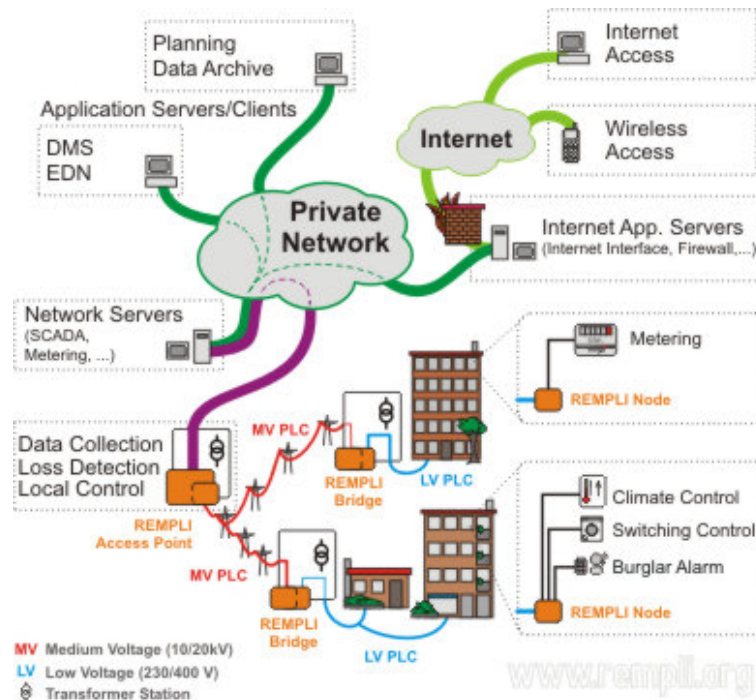 Planning
Data Archive
Application Servers/Clients
DMS
EDN
Internet
Access
Internet
Wireless
Access
Private
Network
Internet App. Servers
(Internet Interface, Firewall,...)
Network Servers
(SCADA,
Metering, ...)
Metering
REMPLI Node
MV PLC
REMPLI
Bridge
LV PLC
Data Collection
Loss Detection
Local Control
REMPLI
Access Point
MV PLC
REMPLI
Bridge
LV PLC
Climate Control
Switching Control
Burglar Alarm
REMPLI Node
MV Medium Voltage (10/20kV)
LV Low Voltage (230/400 V)
Transformer Station
www.rempli.org